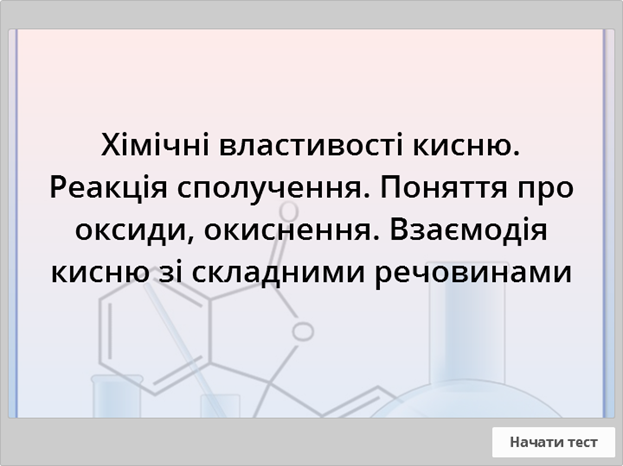 Хімічні властивості кисню.
Реакція сполучення. Поняття про
оксиди, окиснення. Взаємодія
кисню зі складними речовинами
O
O
Начати тест